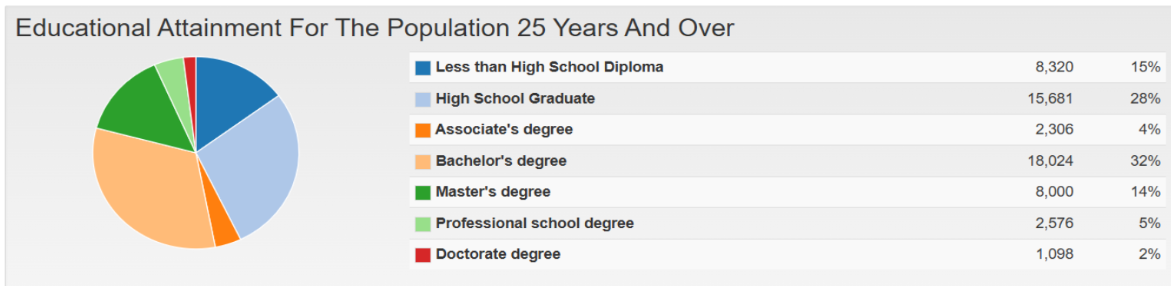 Educational Attainment For The Population 25 Years And Over
Less than High School Diploma 8,320 15%
High School Graduate 15,681 28%
Associate's degree 2,306 4%
Bachelor's degree 18,024 32%
Master's degree 8,000 14%
Professional school degree 2,576 5%
Doctorate degree 1,098 2%